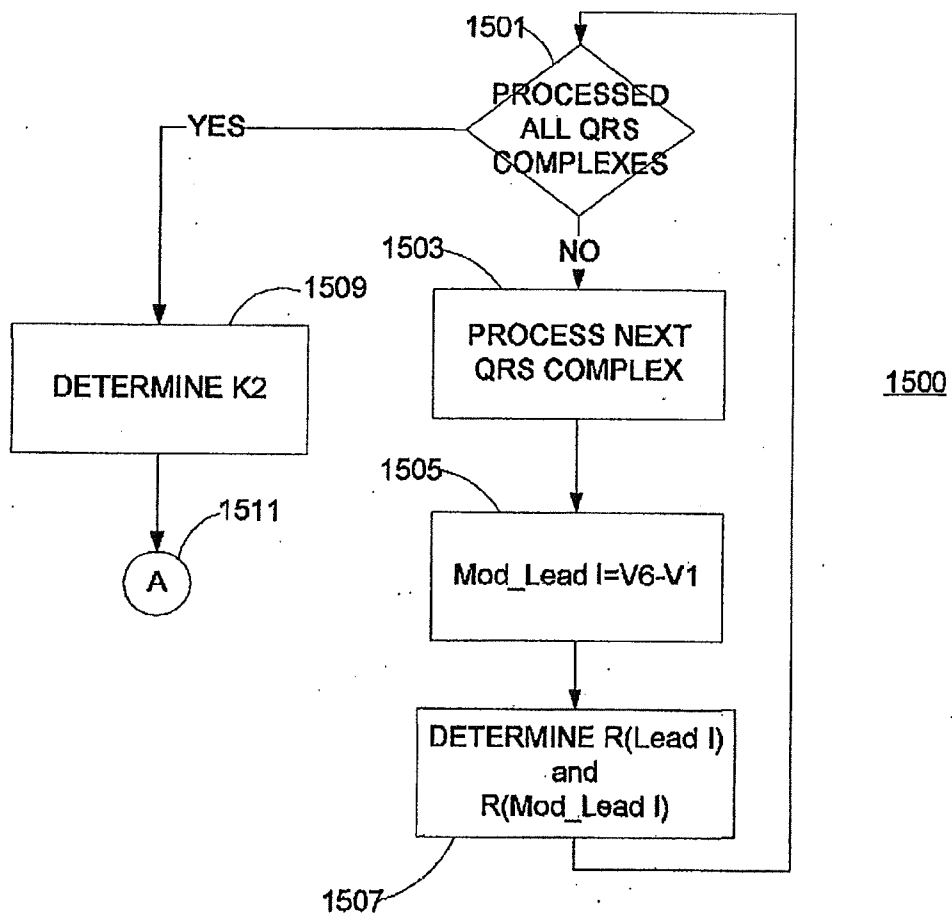 1501
PROCESSED
ALL QRS
COMPLEXES
YES
NO
1503
PROCESS NEXT
QRS COMPLEX
1509
DETERMINE K2
1500
1505
Mod_Lead I=V6-V1
1511
A
DETERMINE R(Lead I)
and
R(Mod_Lead I)
1507